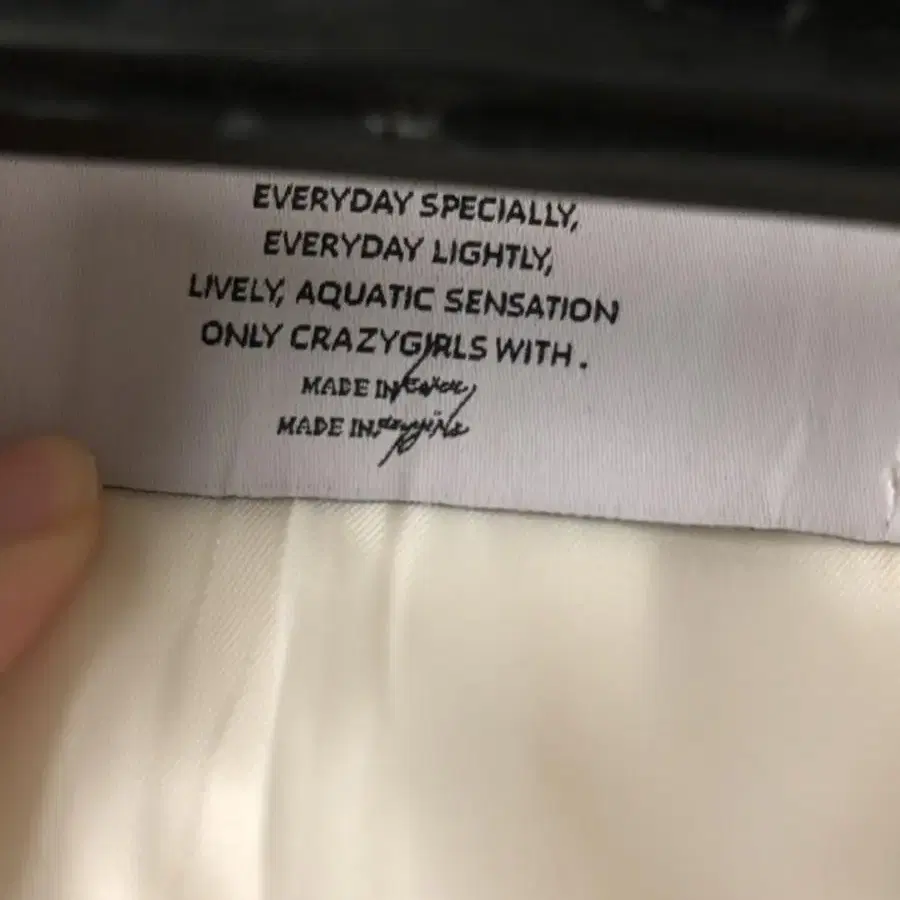 EVERYDAY SPECIALLY,
EVERYDAY LIGHTLY,
LIVELY, AQUATIC SENSATION
ONLY CRAZYGIRLS WITH .
MADE IN
MADE IN